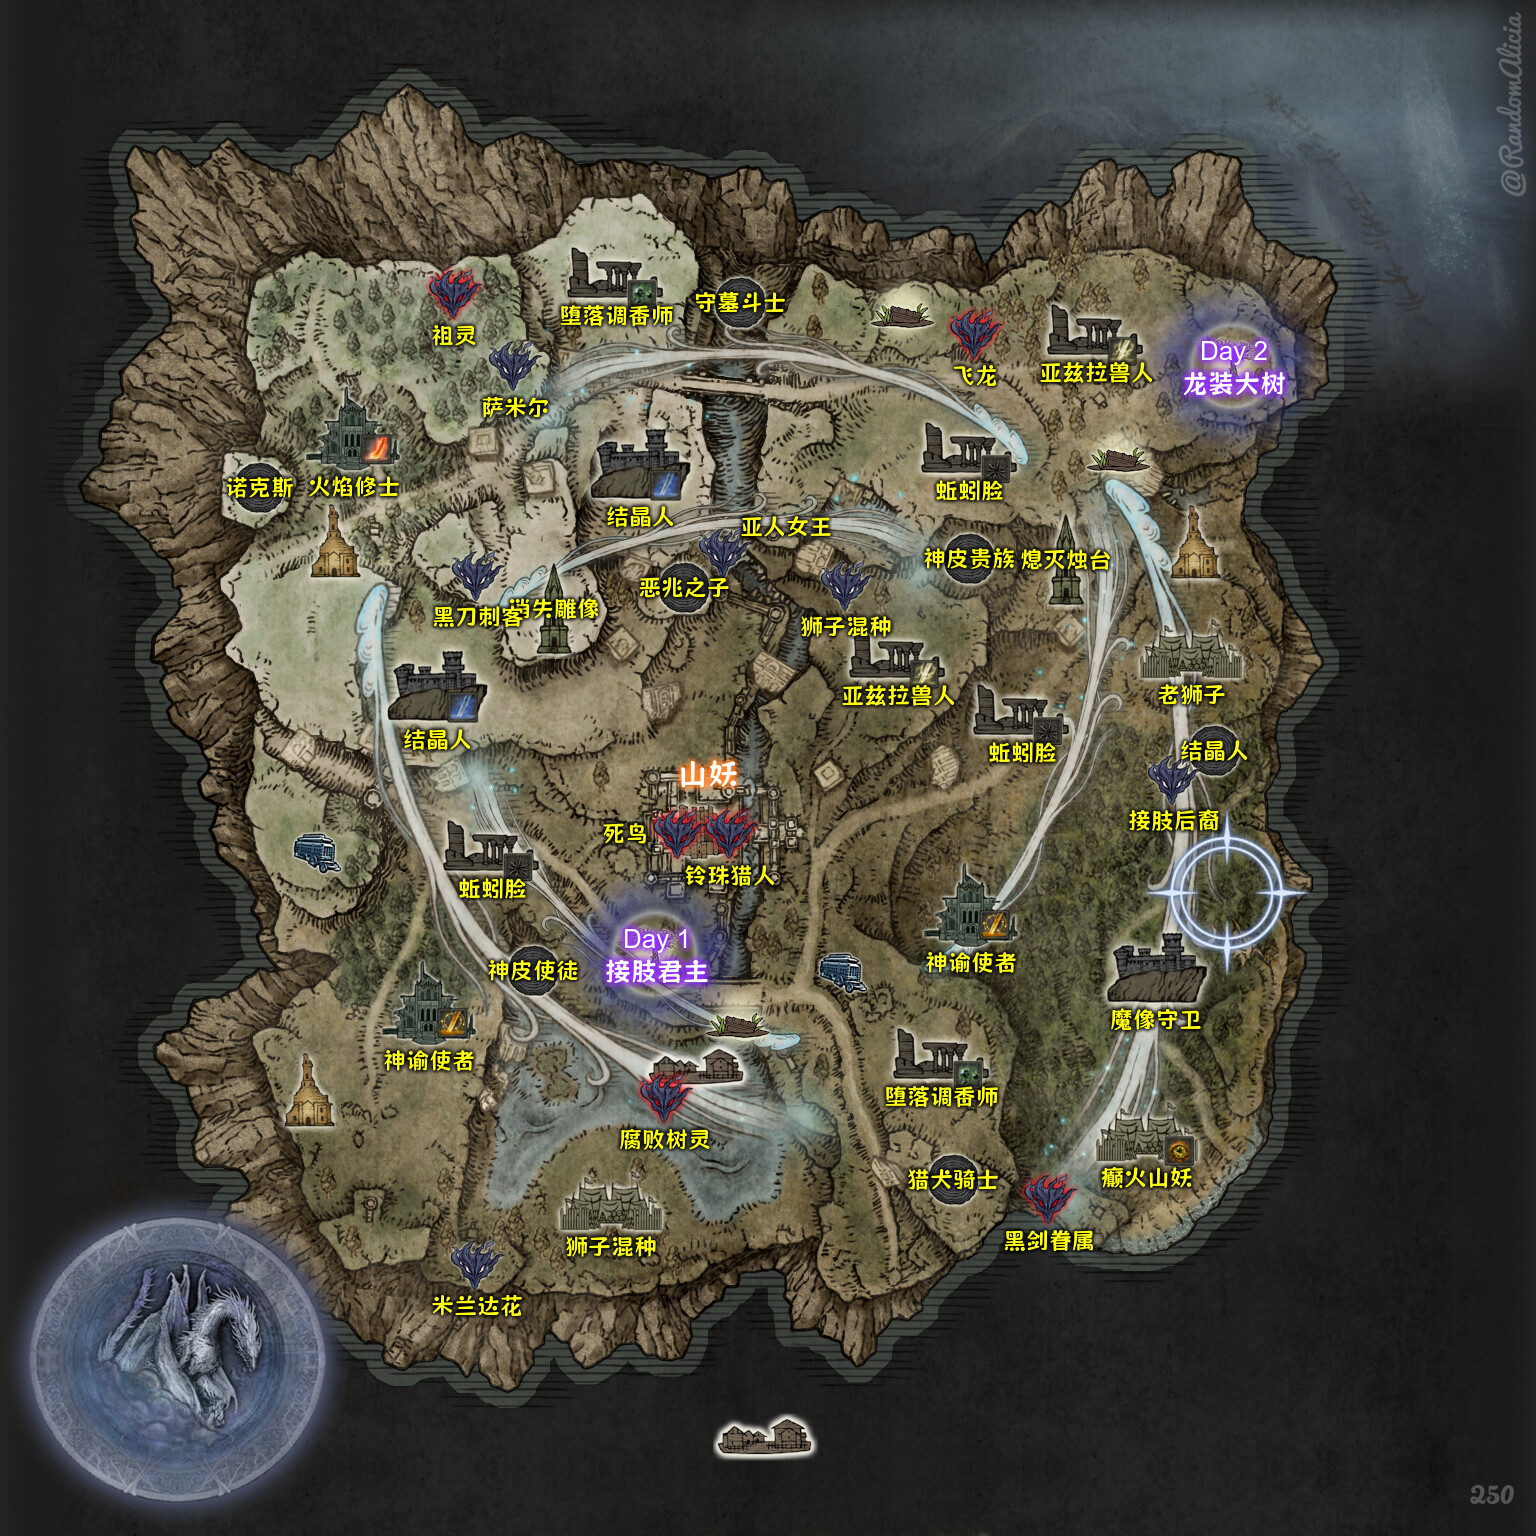 @RandomAlicia
守墓斗士
堕落调香师
祖灵
飞龙
亚兹拉兽人
Day 2
龙装大树
萨米尔
诺克斯
火焰修士
蚯蚓脸
结晶人
亚人女王
神皮贵族
熄灭烛台
恶兆之子
黑刀刺客
消失雕像
狮子混种
亚兹拉兽人
老狮子
结晶人
蚯蚓脸
结晶人
山妖
接肢后裔
死鸟
铃珠猎人
蚯蚓脸
Day 1
接肢君主
神皮使徒
神谕使者
魔像守卫
神谕使者
堕落调香师
腐败树灵
猎犬骑士
癫火山妖
黑剑眷属
狮子混种
米兰达花
250